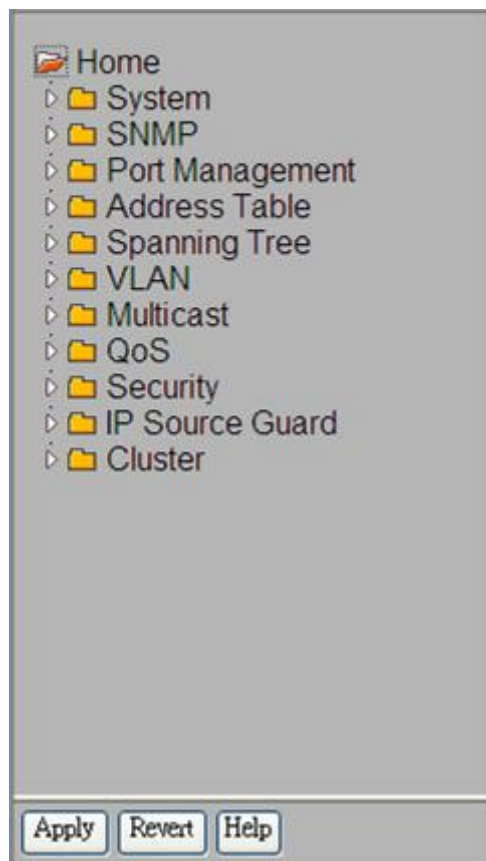 Home
System
SNMP
Port Management
Address Table
Spanning Tree
VLAN
Multicast
QoS
Security
IP Source Guard
Cluster
Apply Revert Help